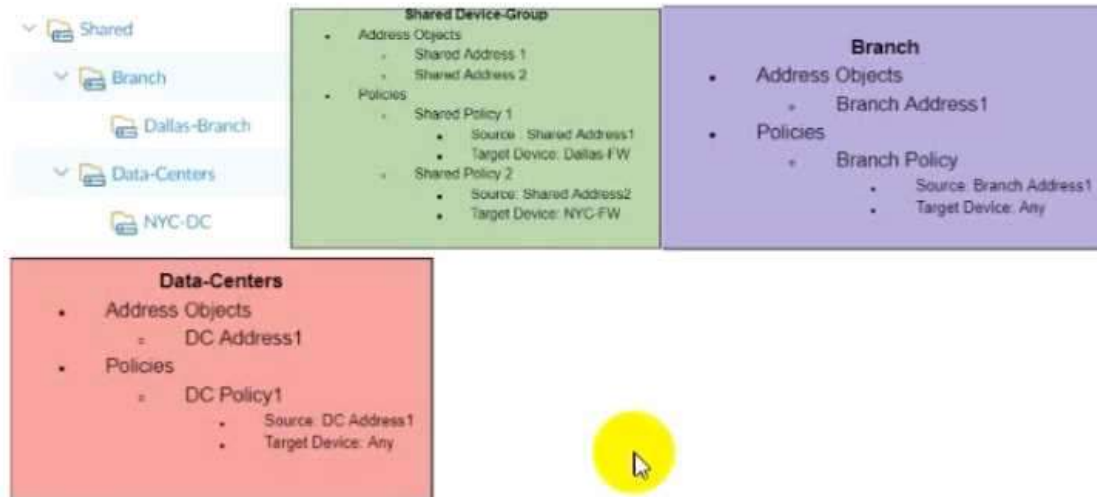 Shared
Branch
Dallas-Branch
Data-Centers
NYC-DC
Shared Device-Group
Address Objects
Shared Address 1
Shared Address 2
Policies
Shared Policy 1
Source : Shared Address1
Target Device: Dallas-FW
Shared Policy 2
Source: Shared Address2
Target Device: NYC-FW
Branch
Address Objects
Branch Address1
Policies
Branch Policy
Source: Branch Address1
Target Device: Any
Data-Centers
Address Objects
DC Address1
Policies
DC Policy1
Source: DC Address1
Target Device: Any